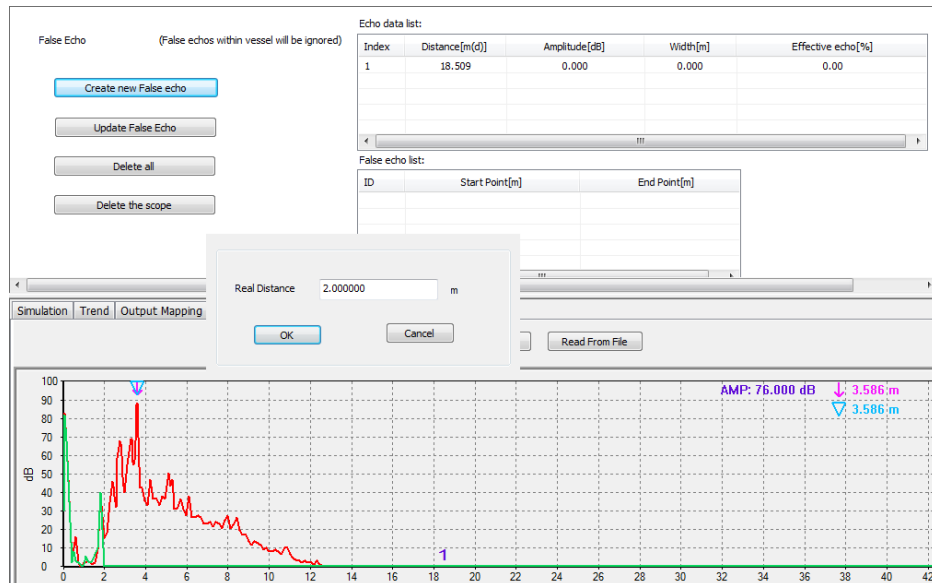 Echo data list:
False Echo (False echos within vessel will be ignored)
Index Distance[m(d)] Amplitude[dB] Width[m] Effective echo[%]
1 18.509 0.000 0.000 0.00
Create new False echo
Update False Echo
False echo list:
Delete all
ID Start Point[m] End Point[m]
Delete the scope
Real Distance 2.000000 m
Simulation Trend Output Mapping
OK Cancel
Read From File
AMP: 76.000 dB 3.586 m
3.586 m
100
90
80
70
60
50
40
30
20
10
0
dB
1
0 2 4 6 8 10 12 14 16 18 20 22 24 26 28 30 32 34 36 38 40 42